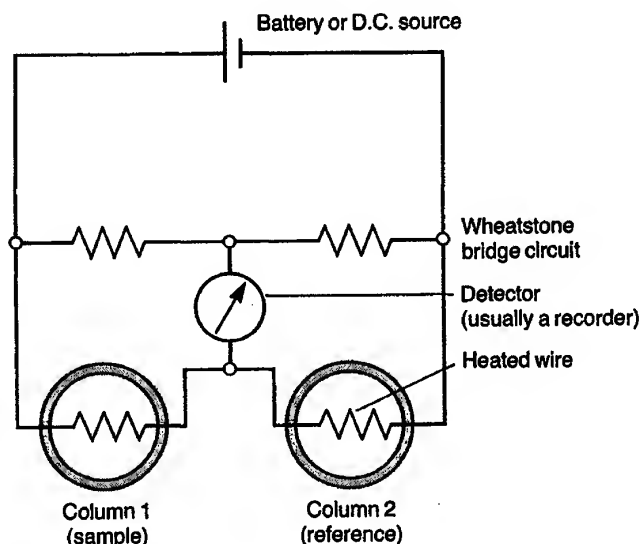 Battery or D.C. source
Wheatstone
bridge circuit
Detector
(usually a recorder)
Heated wire
Column 1
(sample)
Column 2
(reference)